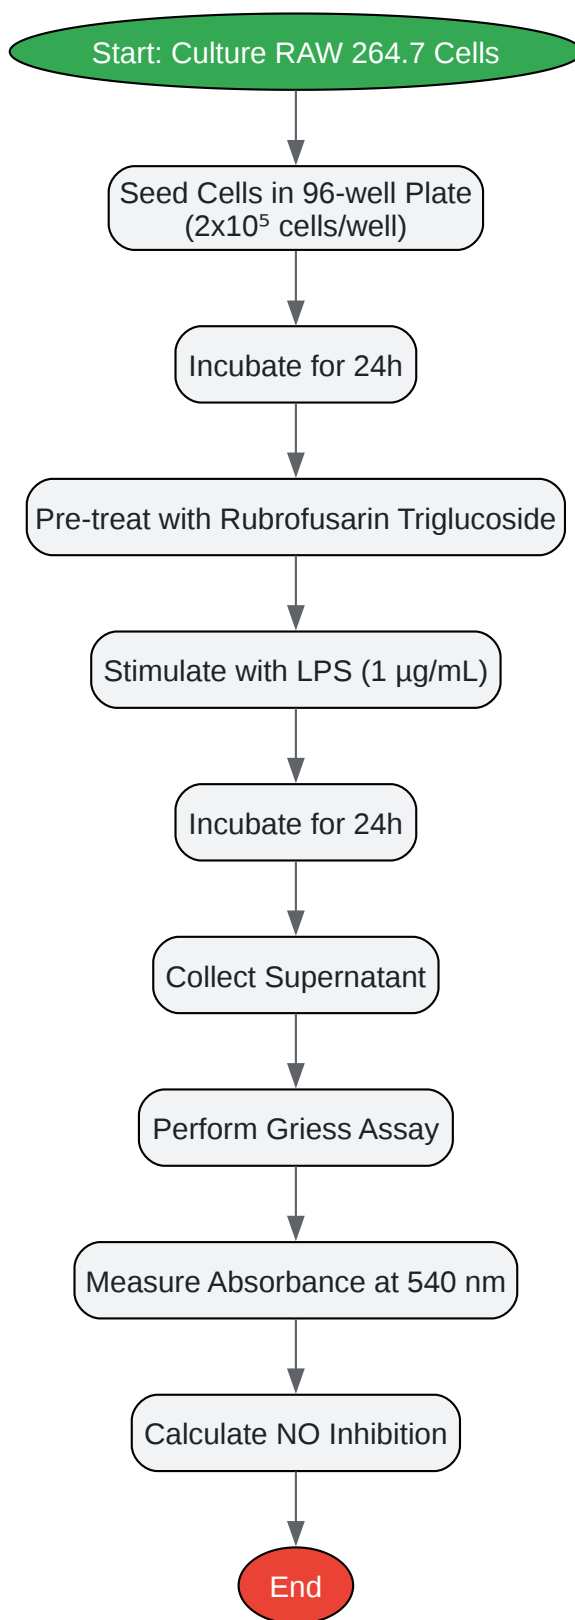 Start: Culture RAW 264.7 Cells
Seed Cells in 96-well Plate
(2x10⁵ cells/well)
Incubate for 24h
Pre-treat with Rubrofusarin Triglucoside
Stimulate with LPS (1 µg/mL)
Incubate for 24h
Collect Supernatant
Perform Griess Assay
Measure Absorbance at 540 nm
Calculate NO Inhibition
End